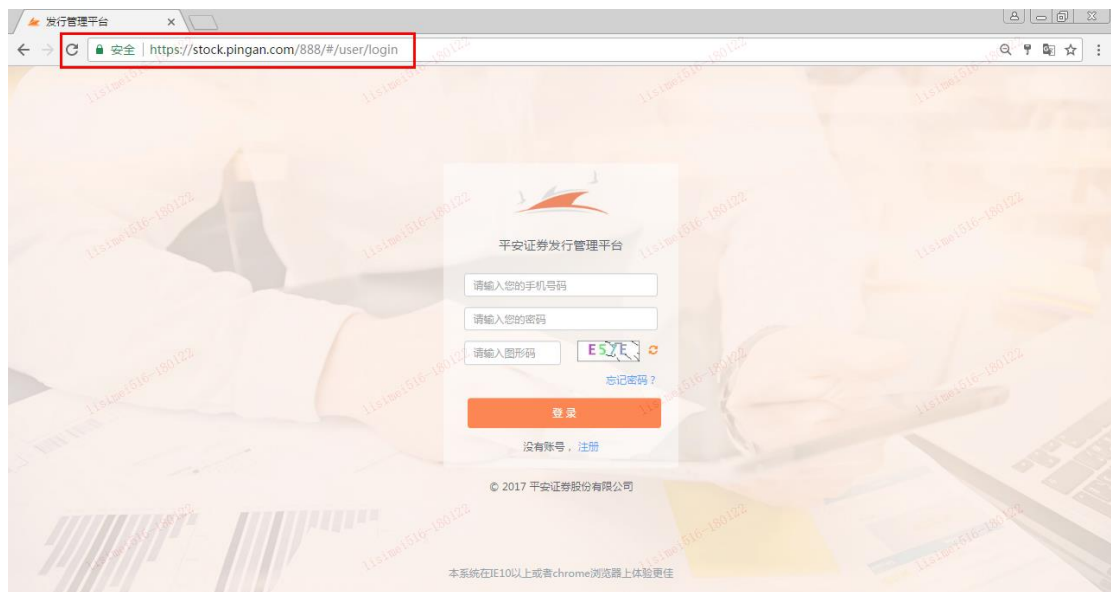 发行管理平台
安全 | https://stock.pingan.com/888/#/user/login
平安证券发行管理平台
请输入您的手机号码
请输入您的密码
请输入图形码
忘记密码？
登录
没有账号，注册
© 2017 平安证券股份有限公司
本系统在IE10以上或者chrome浏览器上体验更佳